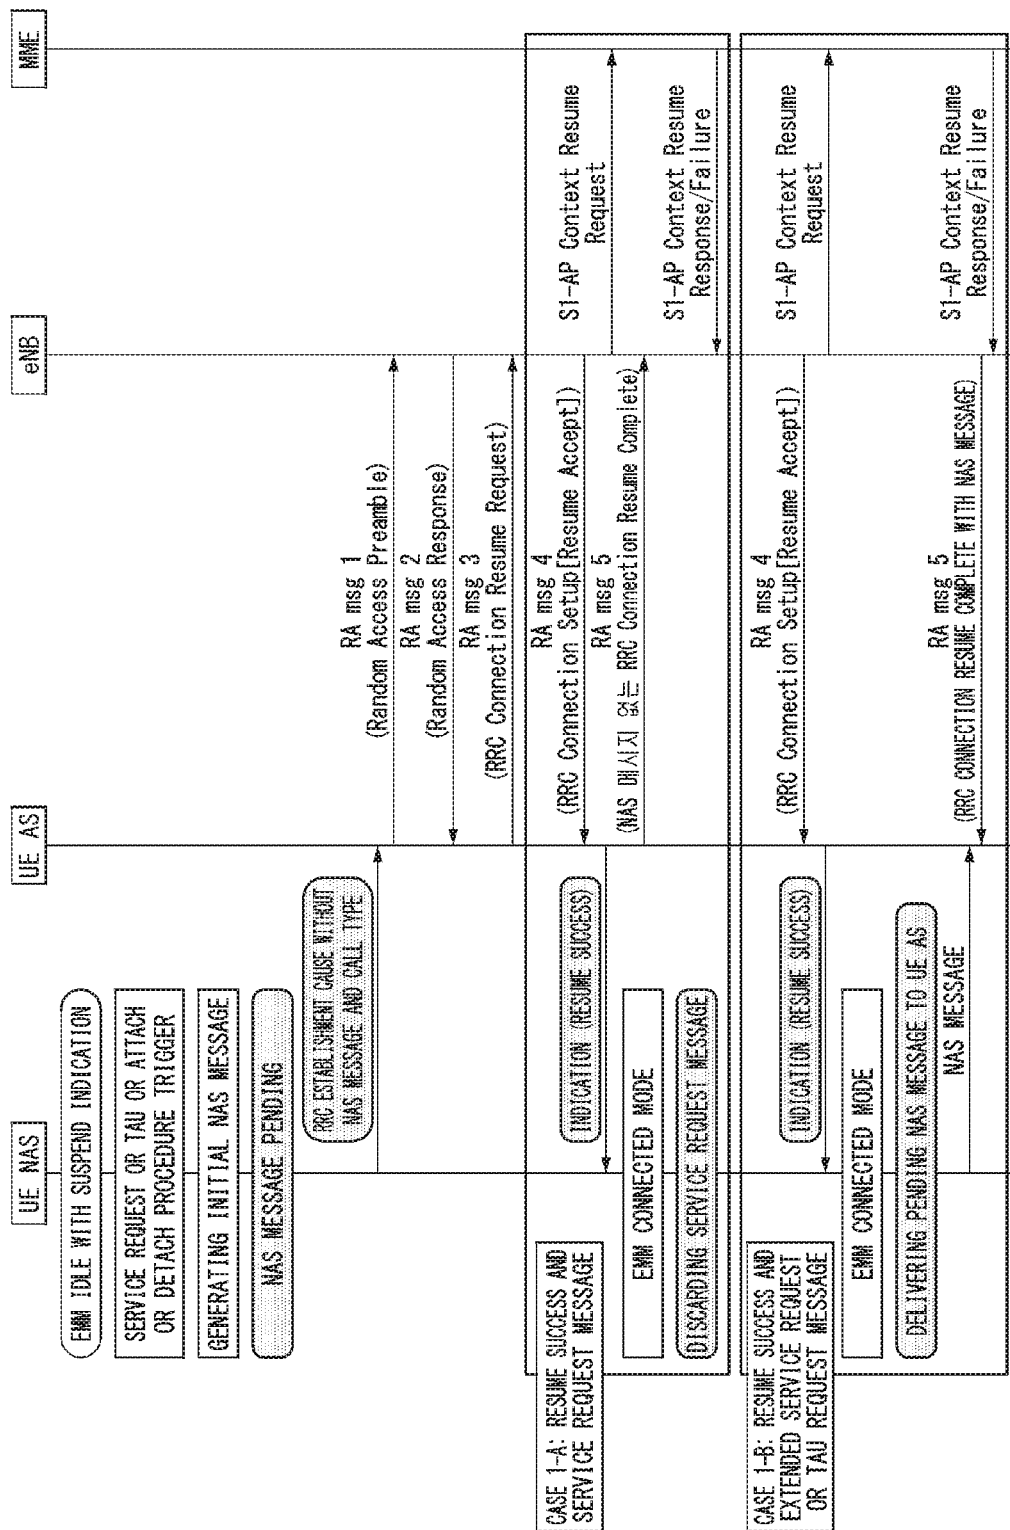 UE NAS
UE AS
eNB
MME
EMM IDLE WITH SUSPEND INDICATION
SERVICE REQUEST OR TAU OR ATTACH
OR DETACH PROCEDURE TRIGGER
GENERATING INITIAL NAS MESSAGE
NAS MESSAGE PENDING
RRC ESTABLISHMENT CAUSE WITHOUT
NAS MESSAGE AND CALL TYPE
RA msg 1
(Random Access Preamble)
RA msg 2
(Random Access Response)
RA msg 3
(RRC Connection Resume Request)
CASE 1-A: RESUME SUCCESS AND
SERVICE REQUEST MESSAGE
RA msg 4
(RRC Connection Setup[Resume Accept])
S1-AP Context Resume
Request
INDICATION (RESUME SUCCESS)
RA msg 5
(NAS 메시지 없는 RRC Connection Resume Complete)
EMM CONNECTED MODE
S1-AP Context Resume
Response/Failure
DISCARDING SERVICE REQUEST MESSAGE
CASE 1-B: RESUME SUCCESS AND
EXTENDED SERVICE REQUEST
OR TAU REQUEST MESSAGE
RA msg 4
(RRC Connection Setup[Resume Accept])
S1-AP Context Resume
Request
INDICATION (RESUME SUCCESS)
EMM CONNECTED MODE
DELIVERING PENDING NAS MESSAGE TO UE AS
NAS MESSAGE
RA msg 5
(RRC CONNECTION RESUME COMPLETE WITH NAS MESSAGE)
S1-AP Context Resume
Response/Failure